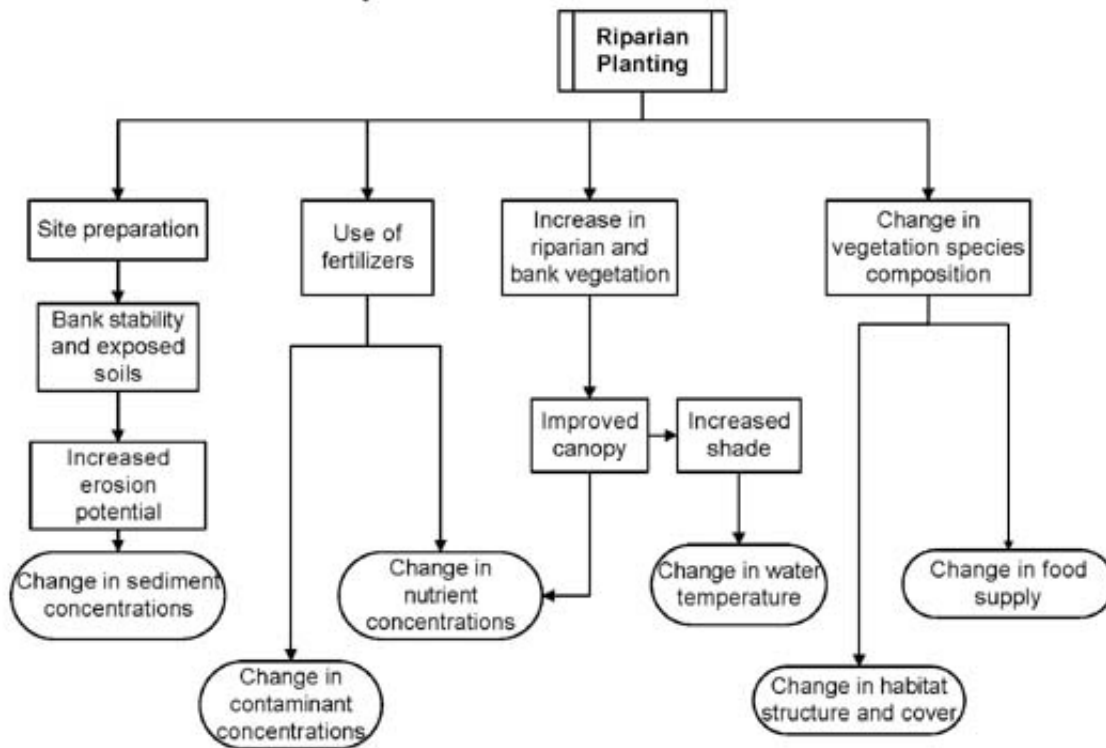 Riparian
Planting
Site preparation
Use of
fertilizers
Increase in
riparian and
bank vegetation
Change in
vegetation species
composition
Bank stability
and exposed
soils
Improved
canopy
Increased
shade
Increased
erosion
potential
Change in sediment
concentrations
Change in
nutrient
concentrations
Change in water
temperature
Change in food
supply
Change in
contaminant
concentrations
Change in habitat
structure and cover